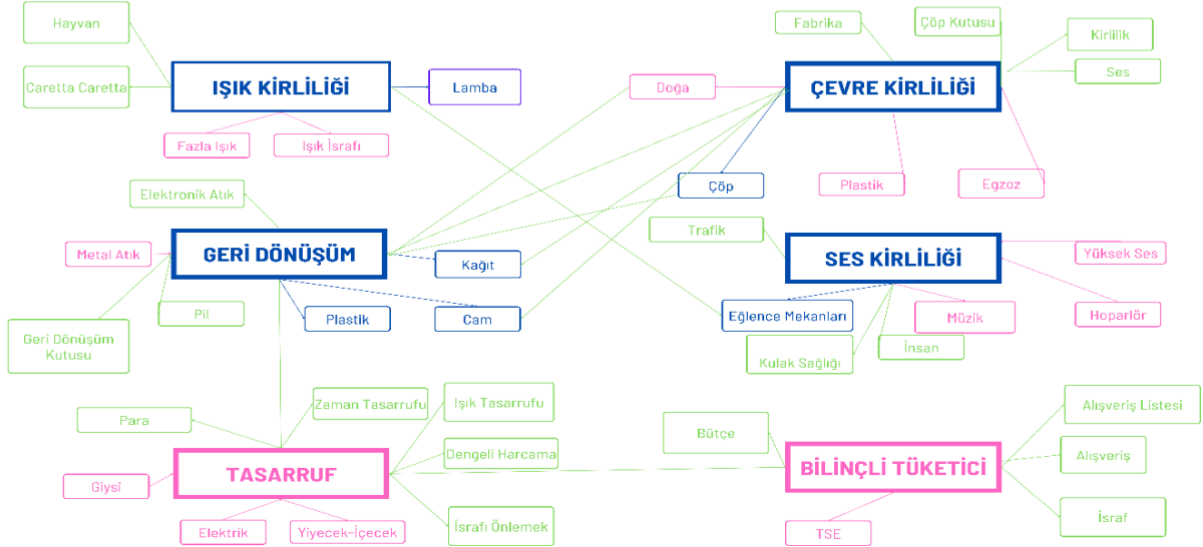 Hayvan
Fabrika
Çöp Kutusu
Kirlilik
Ses
Caretta Caretta
IŞIK KİRLİLİĞİ
Lamba
Doğa
ÇEVRE KİRLİLİĞİ
Fazla Işık
Işık İsrafı
Çöp
Plastik
Egzoz
Elektronik Atık
Trafik
Metal Atık
GERİ DÖNÜŞÜM
Kağıt
SES KİRLİLİĞİ
Yüksek Ses
Pil
Plastik
Cam
Eğlence Mekanları
Müzik
Hoparlör
Geri Dönüşüm
Kutusu
Kulak Sağlığı
İnsan
Para
Zaman Tasarrufu
Işık Tasarrufu
Alışveriş Listesi
Bütçe
Dengeli Harcama
Alışveriş
TASARRUF
BİLİNÇLİ TÜKETİCİ
Giysi
Elektrik
Yiyecek-İçecek
İsrafı Önlemek
TSE
İsraf